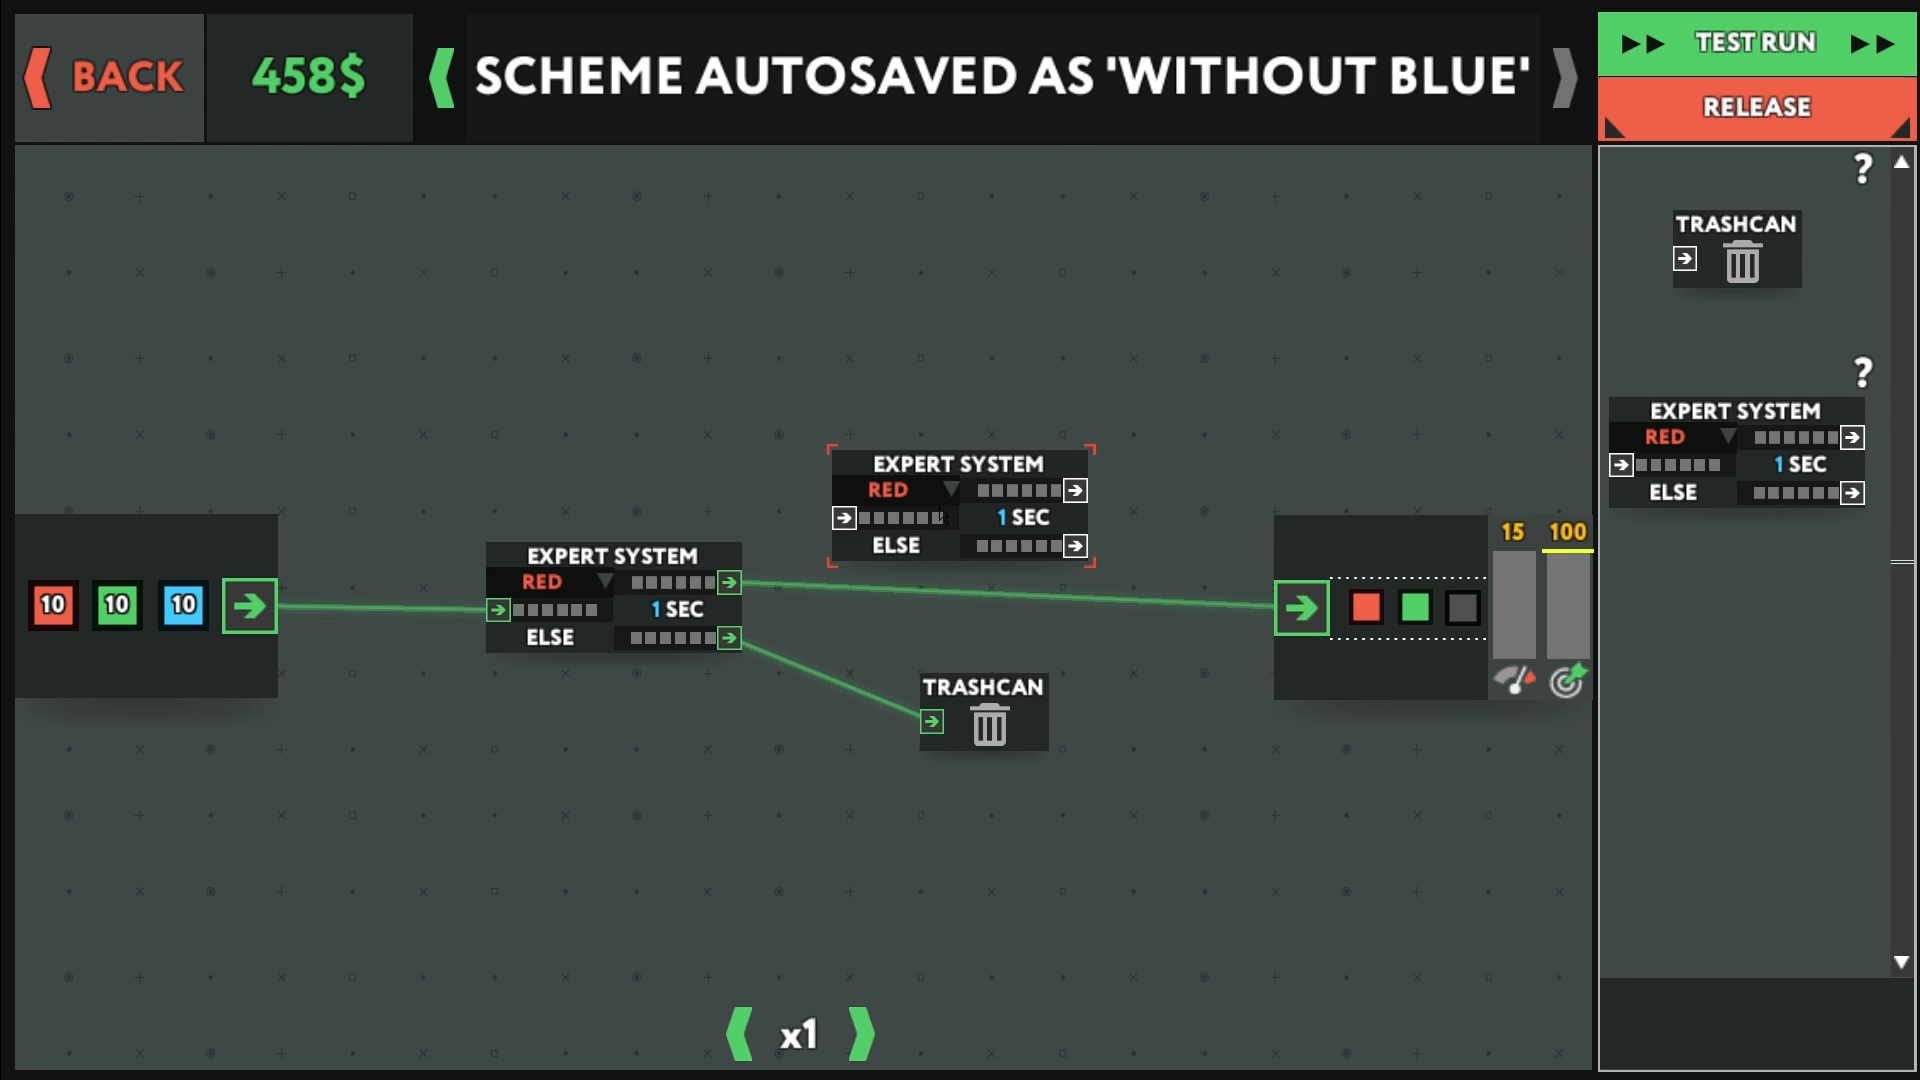 BACK
458$
SCHEME AUTOSAVED AS 'WITHOUT BLUE'
TEST RUN
RELEASE
?
TRASHCAN
?
EXPERT SYSTEM
RED
1 SEC
ELSE
EXPERT SYSTEM
RED
1 SEC
ELSE
EXPERT SYSTEM
RED
1 SEC
ELSE
10 10 10
15 100
TRASHCAN
x1